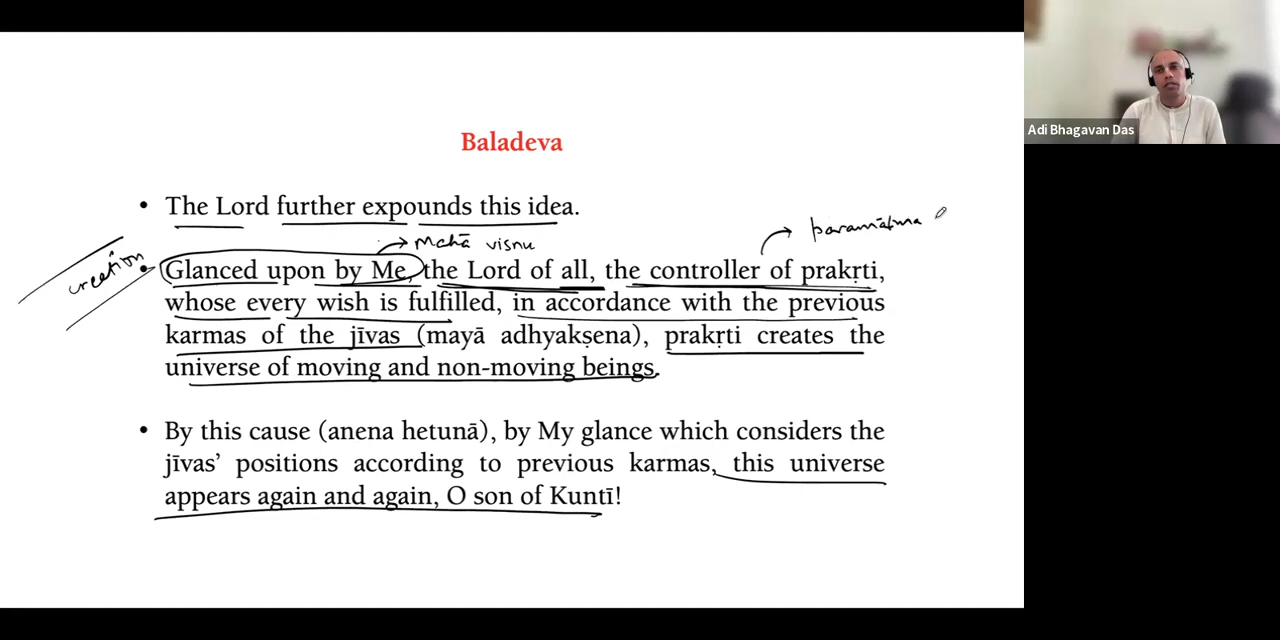 Baladeva
• The Lord further expounds this idea.
paramātma
Mahā visnu
creation
• Glanced upon by Me, the Lord of all, the controller of prakṛti,
whose every wish is fulfilled, in accordance with the previous
karmas of the jīvas (mayā adhyakṣena), prakṛti creates the
universe of moving and non-moving beings.
• By this cause (anena hetunā), by My glance which considers the
jīvas’ positions according to previous karmas, this universe
appears again and again, O son of Kuntī!
Adi Bhagavan Das